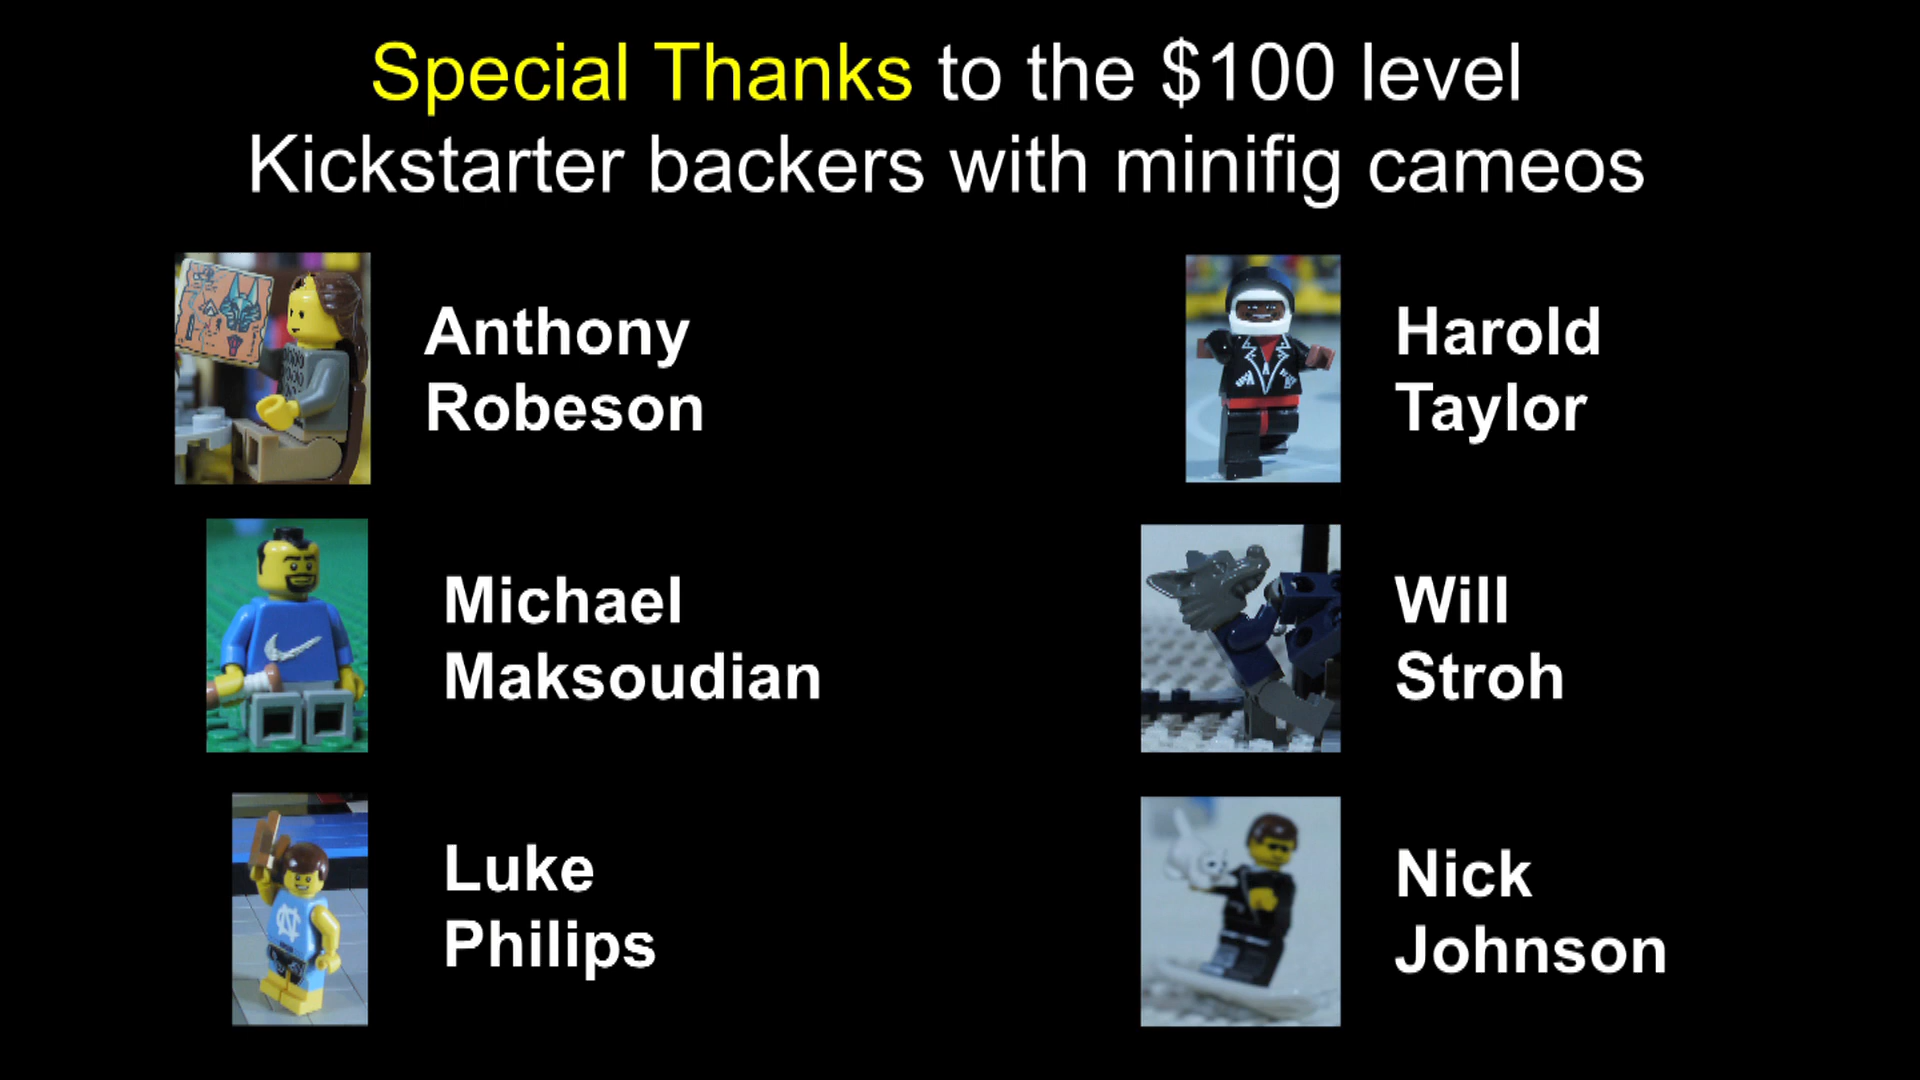 Special Thanks to the $100 level
Kickstarter backers with minifig cameos
Anthony
Robeson
Harold
Taylor
Michael
Maksoudian
Will
Stroh
Luke
Philips
Nick
Johnson